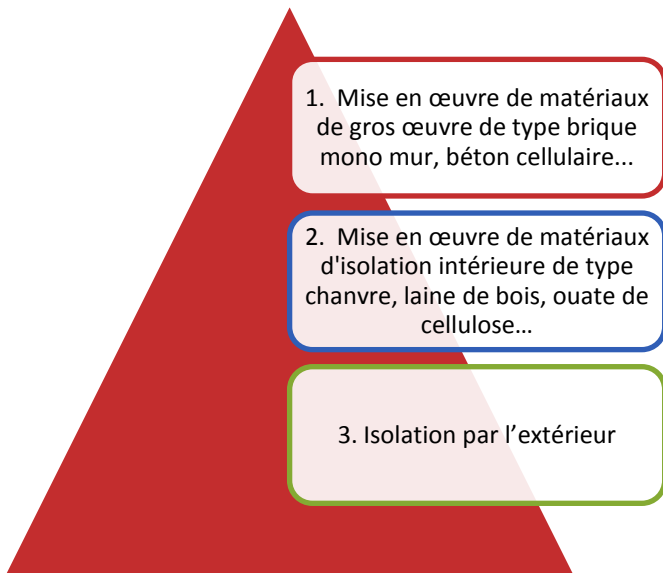 1. Mise en œuvre de matériaux
de gros œuvre de type brique
mono mur, béton cellulaire...
2. Mise en œuvre de matériaux
d'isolation intérieure de type
chanvre, laine de bois, ouate de
cellulose…
3. Isolation par l’extérieur